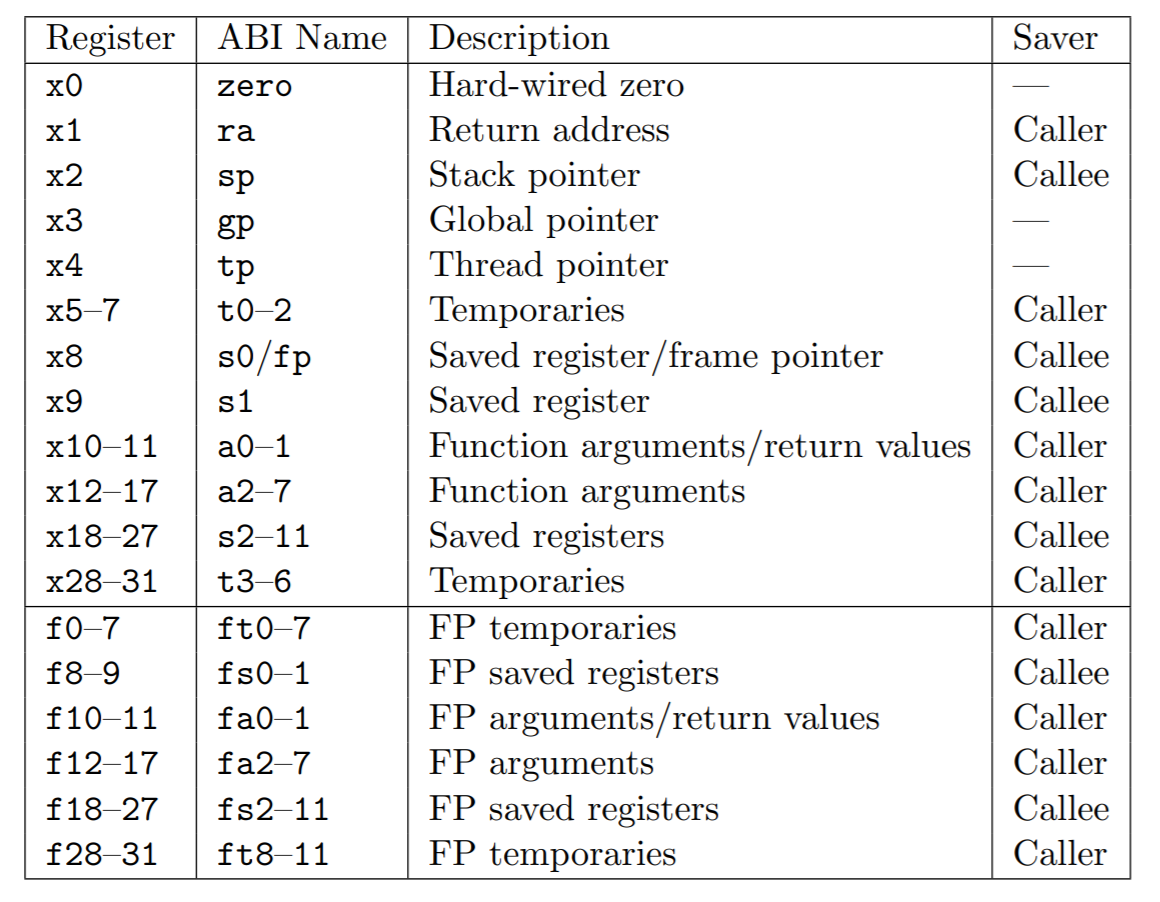 Register ABI Name Description Saver
x0 zero Hard-wired zero —
x1 ra Return address Caller
x2 sp Stack pointer Callee
x3 gp Global pointer —
x4 tp Thread pointer —
x5–7 t0–2 Temporaries Caller
x8 s0/fp Saved register/frame pointer Callee
x9 s1 Saved register Callee
x10–11 a0–1 Function arguments/return values Caller
x12–17 a2–7 Function arguments Caller
x18–27 s2–11 Saved registers Callee
x28–31 t3–6 Temporaries Caller
f0–7 ft0–7 FP temporaries Caller
f8–9 fs0–1 FP saved registers Callee
f10–11 fa0–1 FP arguments/return values Caller
f12–17 fa2–7 FP arguments Caller
f18–27 fs2–11 FP saved registers Callee
f28–31 ft8–11 FP temporaries Caller